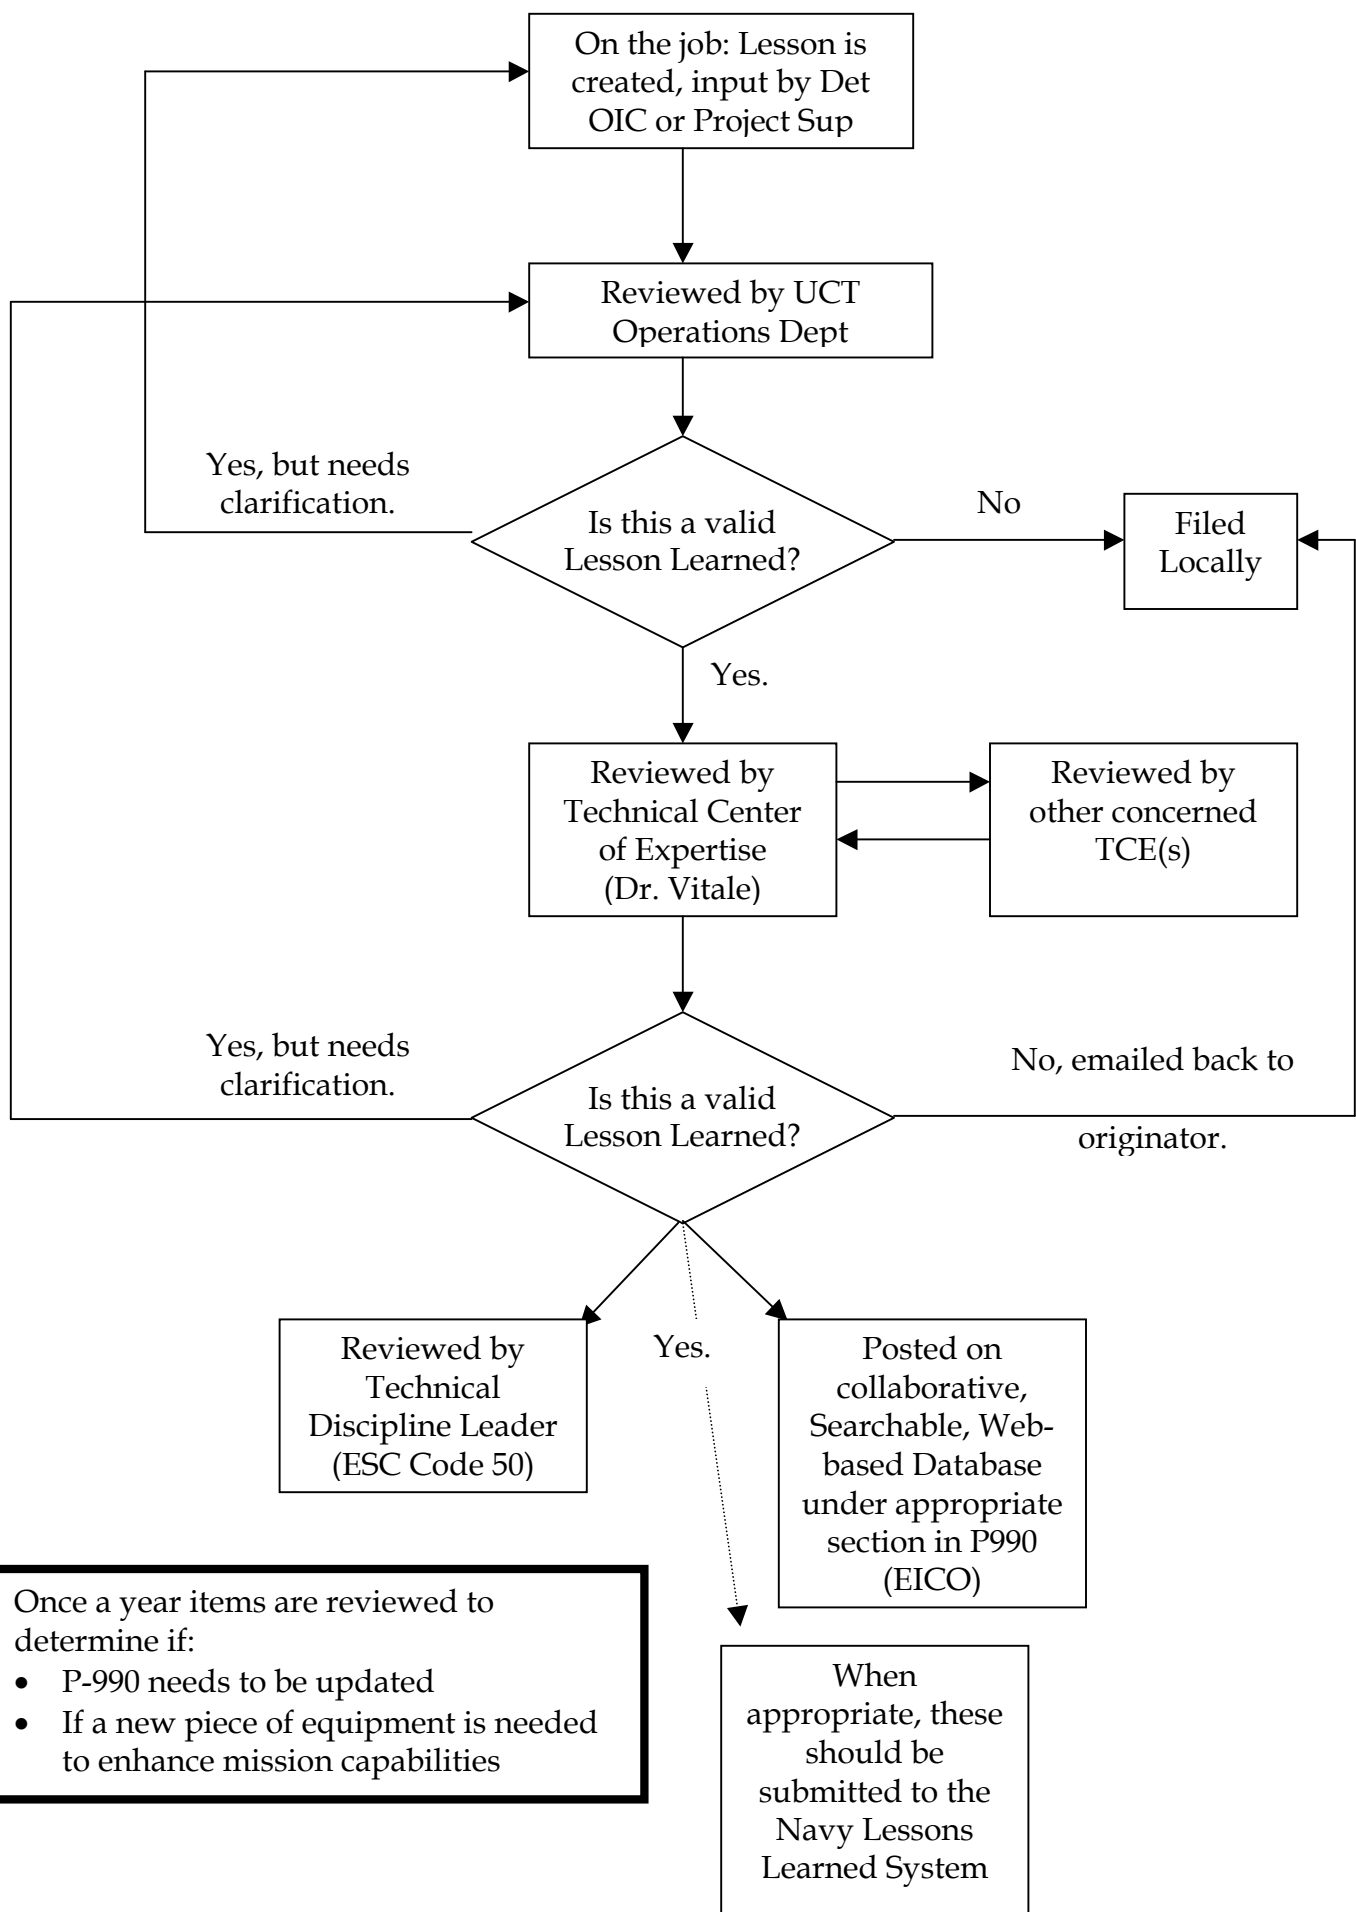 On the job: Lesson is
created, input by Det
OIC or Project Sup
Reviewed by UCT
Operations Dept
Yes, but needs
clarification.
Is this a valid
Lesson Learned?
No
Filed
Locally
Yes.
Reviewed by
Technical Center
of Expertise
(Dr. Vitale)
Reviewed by
other concerned
TCE(s)
Yes, but needs
clarification.
Is this a valid
Lesson Learned?
No, emailed back to
originator.
Reviewed by
Technical
Discipline Leader
(ESC Code 50)
Yes.
Posted on
collaborative,
Searchable, Web-
based Database
under appropriate
section in P990
(EICO)
Once a year items are reviewed to
determine if:
• P-990 needs to be updated
• If a new piece of equipment is needed
to enhance mission capabilities
When
appropriate, these
should be
submitted to the
Navy Lessons
Learned System